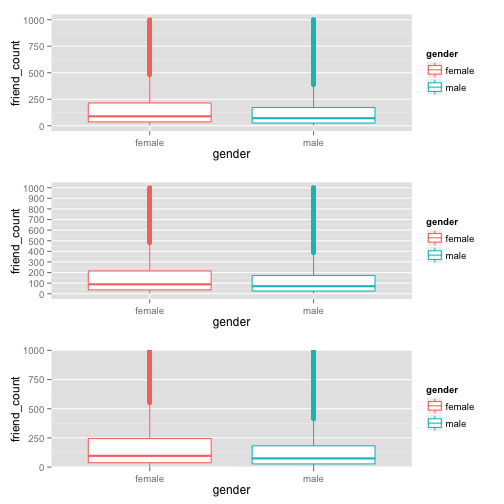 1000
750
500
250
0
friend_count
female
male
gender
gender
female
male
1000
900
800
700
600
500
400
300
200
100
0
friend_count
female
male
gender
gender
female
male
1000
750
500
250
0
friend_count
female
male
gender
gender
female
male